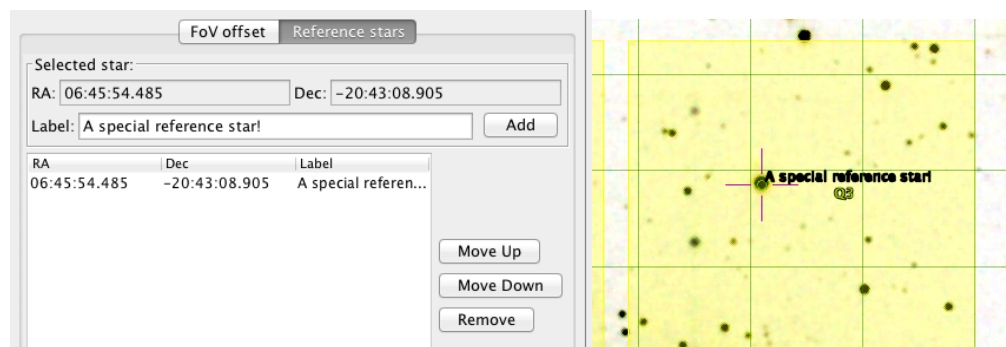 FoV offset Reference stars
Selected star:
RA: 06:45:54.485 Dec: -20:43:08.905
Label: A special reference star! Add
RA Dec Label
06:45:54.485 -20:43:08.905 A special referen...
Move Up
Move Down
Remove
A special reference star!
Q3